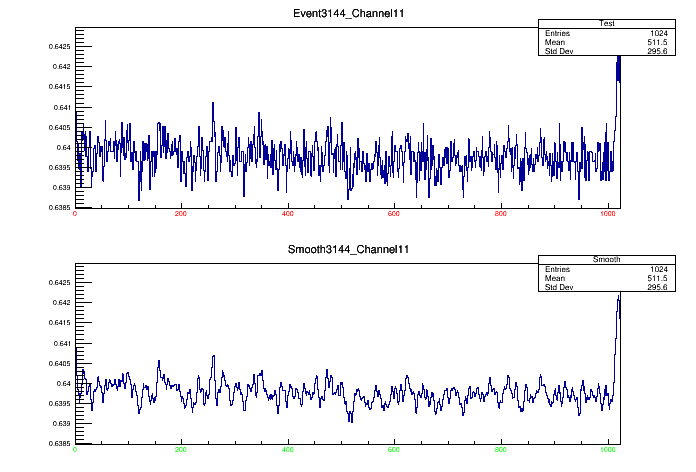 Event3144_Channel11
Test
Entries 1024
Mean 511.5
Std Dev 295.6
0.6425
0.642
0.6415
0.641
0.6405
0.64
0.6395
0.639
0.6385
0 200 400 600 800 1000
Smooth3144_Channel11
Smooth
Entries 1024
Mean 511.5
Std Dev 295.6
0.6425
0.642
0.6415
0.641
0.6405
0.64
0.6395
0.639
0.6385
0 200 400 600 800 1000